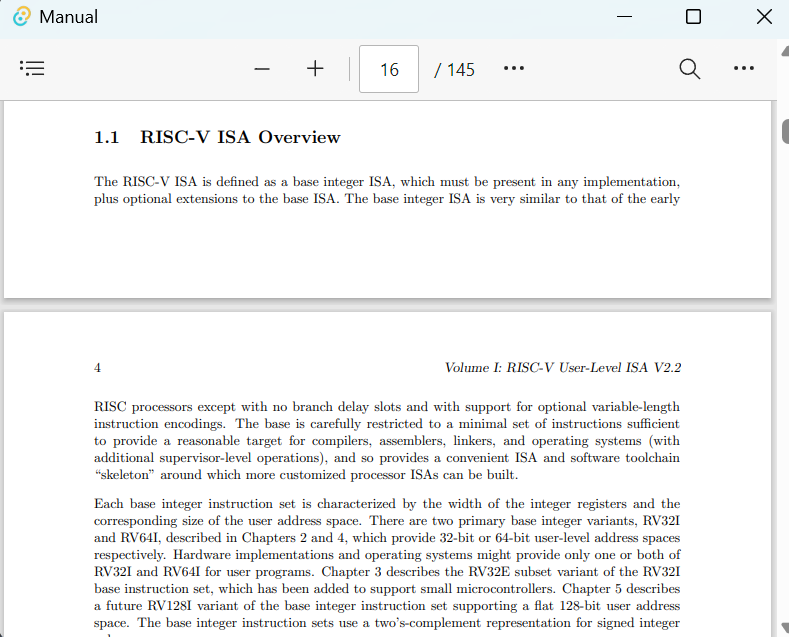 Manual
16 / 145
1.1 RISC-V ISA Overview
The RISC-V ISA is defined as a base integer ISA, which must be present in any implementation,
plus optional extensions to the base ISA. The base integer ISA is very similar to that of the early
4 Volume I: RISC-V User-Level ISA V2.2
RISC processors except with no branch delay slots and with support for optional variable-length
instruction encodings. The base is carefully restricted to a minimal set of instructions sufficient
to provide a reasonable target for compilers, assemblers, linkers, and operating systems (with
additional supervisor-level operations), and so provides a convenient ISA and software toolchain
“skeleton” around which more customized processor ISAs can be built.
Each base integer instruction set is characterized by the width of the integer registers and the
corresponding size of the user address space. There are two primary base integer variants, RV32I
and RV64I, described in Chapters 2 and 4, which provide 32-bit or 64-bit user-level address spaces
respectively. Hardware implementations and operating systems might provide only one or both of
RV32I and RV64I for user programs. Chapter 3 describes the RV32E subset variant of the RV32I
base instruction set, which has been added to support small microcontrollers. Chapter 5 describes
a future RV128I variant of the base integer instruction set supporting a flat 128-bit user address
space. The base integer instruction sets use a two’s-complement representation for signed integer